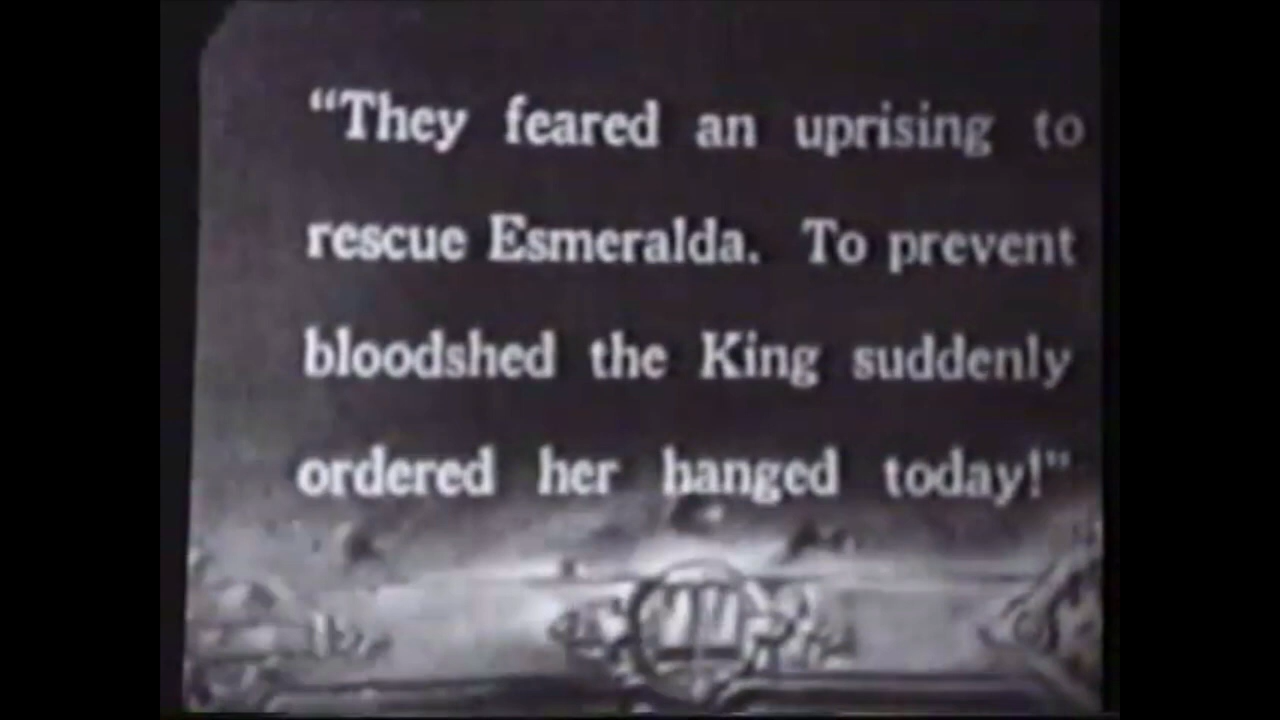 “They feared an uprising to
rescue Esmeralda. To prevent
bloodshed the King suddenly
ordered her hanged today!”